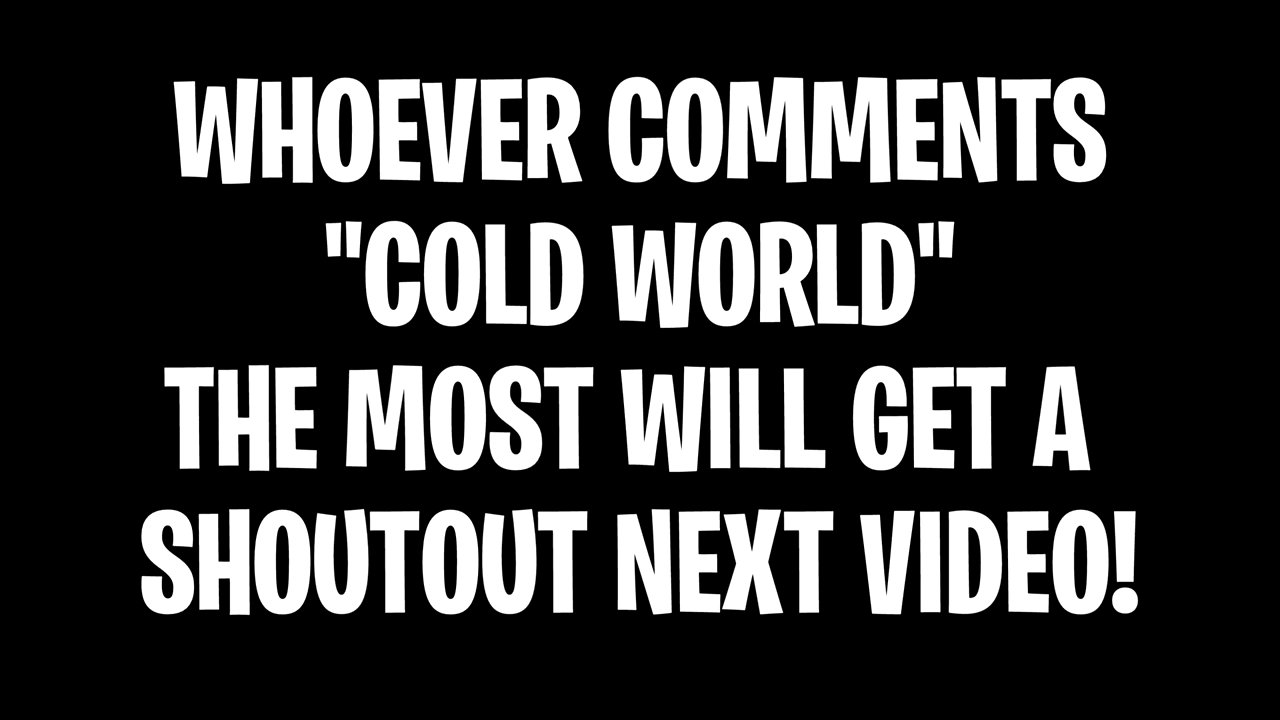 WHOEVER COMMENTS
"COLD WORLD"
THE MOST WILL GET A
SHOUTOUT NEXT VIDEO!